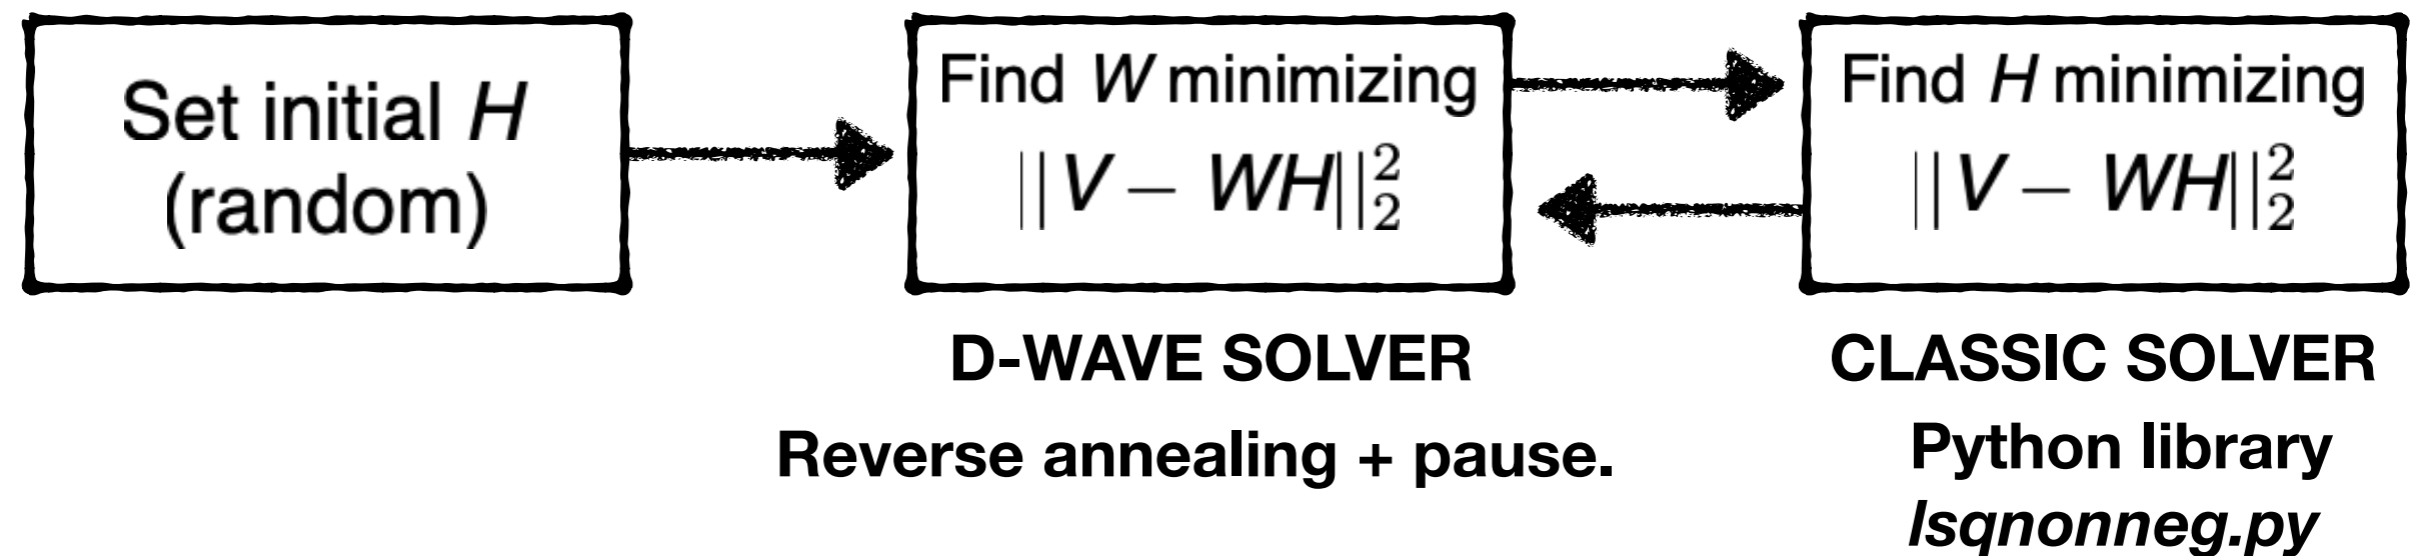 Set initial H
(random)
Find W minimizing
||V − WH||²₂
D-WAVE SOLVER
Reverse annealing + pause.
Find H minimizing
||V − WH||²₂
CLASSIC SOLVER
Python library
lsqnonneg.py